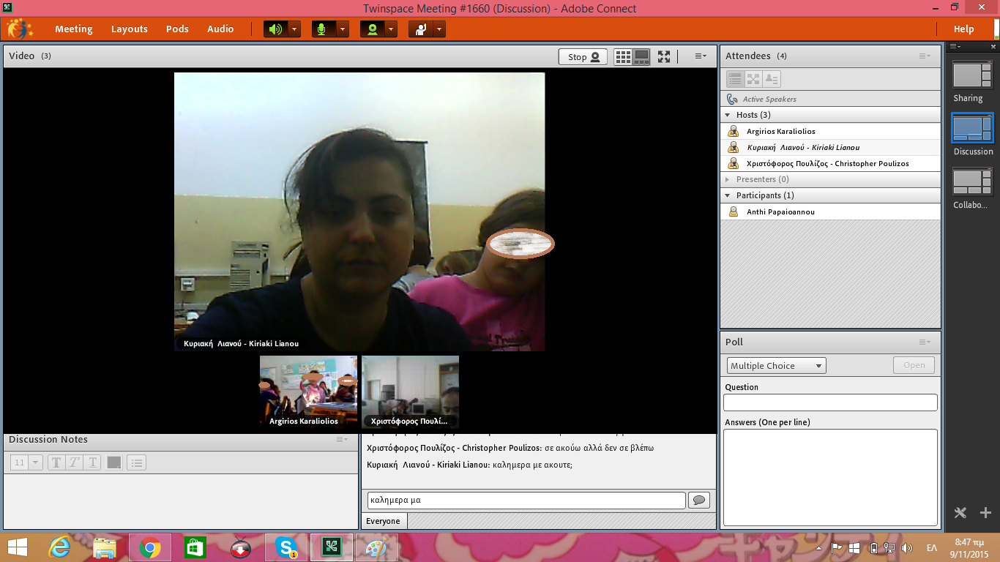 Twinspace Meeting #1660 (Discussion) - Adobe Connect
Meeting Layouts Pods Audio Help
Video (3)
Stop
Κυριακή Λιανού - Kiriaki Lianou
Argirios Karaliolios
Χριστόφορος Πουλί...
Attendees (4)
Active Speakers
Hosts (3)
Argirios Karaliolios
Κυριακή Λιανού - Kiriaki Lianou
Χριστόφορος Πουλίζος - Christopher Poulizos
Presenters (0)
Participants (1)
Anthi Papaioannou
Sharing
Discussion
Collabo...
Discussion Notes
11 T T T
Χριστόφορος Πουλίζος - Christopher Poulizos: σε ακούω αλλά δεν σε βλέπω
Κυριακή Λιανού - Kiriaki Lianou: καλημερα με ακουτε;
καλημερα μα
Everyone
Poll
Multiple Choice
Open
Question
Answers (One per line)
S 1
ΕΛ
8:47 πμ
9/11/2015